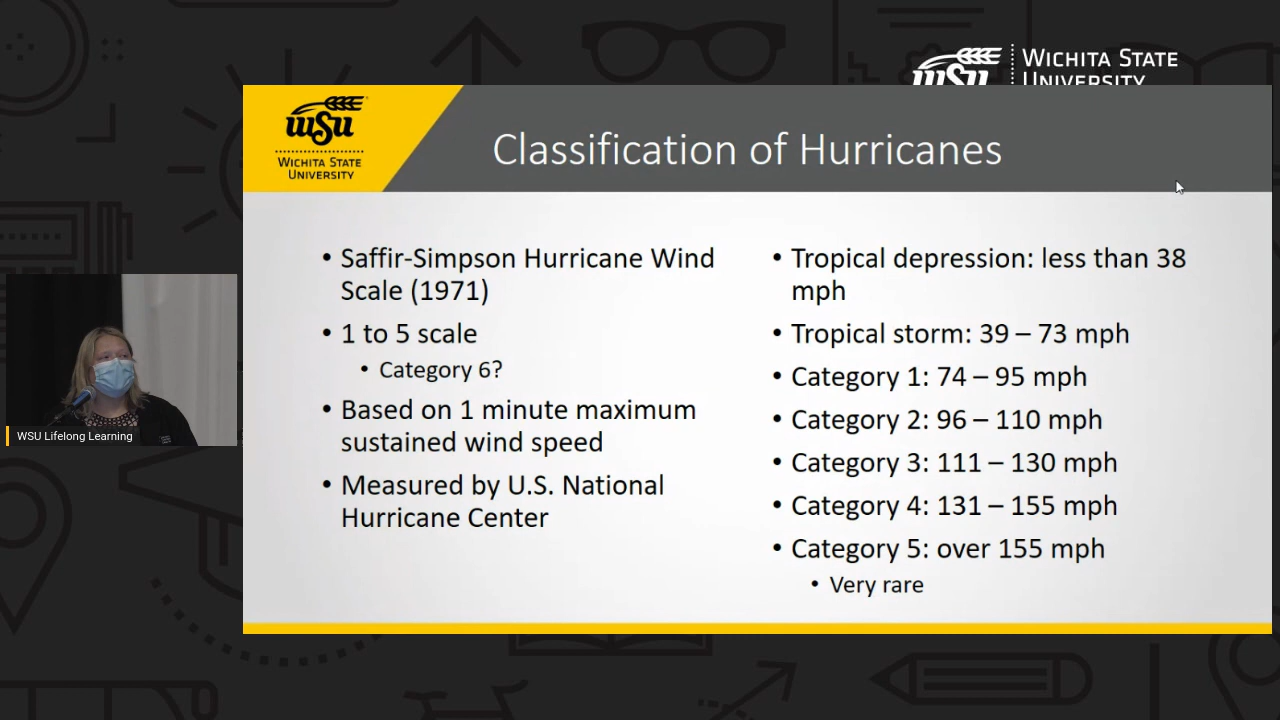 wsu
WICHITA STATE
UNIVERSITY
wsu
WICHITA STATE
UNIVERSITY
Classification of Hurricanes
• Saffir-Simpson Hurricane Wind
Scale (1971)
• 1 to 5 scale
• Category 6?
• Based on 1 minute maximum
sustained wind speed
• Measured by U.S. National
Hurricane Center
• Tropical depression: less than 38
mph
• Tropical storm: 39 – 73 mph
• Category 1: 74 – 95 mph
• Category 2: 96 – 110 mph
• Category 3: 111 – 130 mph
• Category 4: 131 – 155 mph
• Category 5: over 155 mph
• Very rare
WSU Lifelong Learning